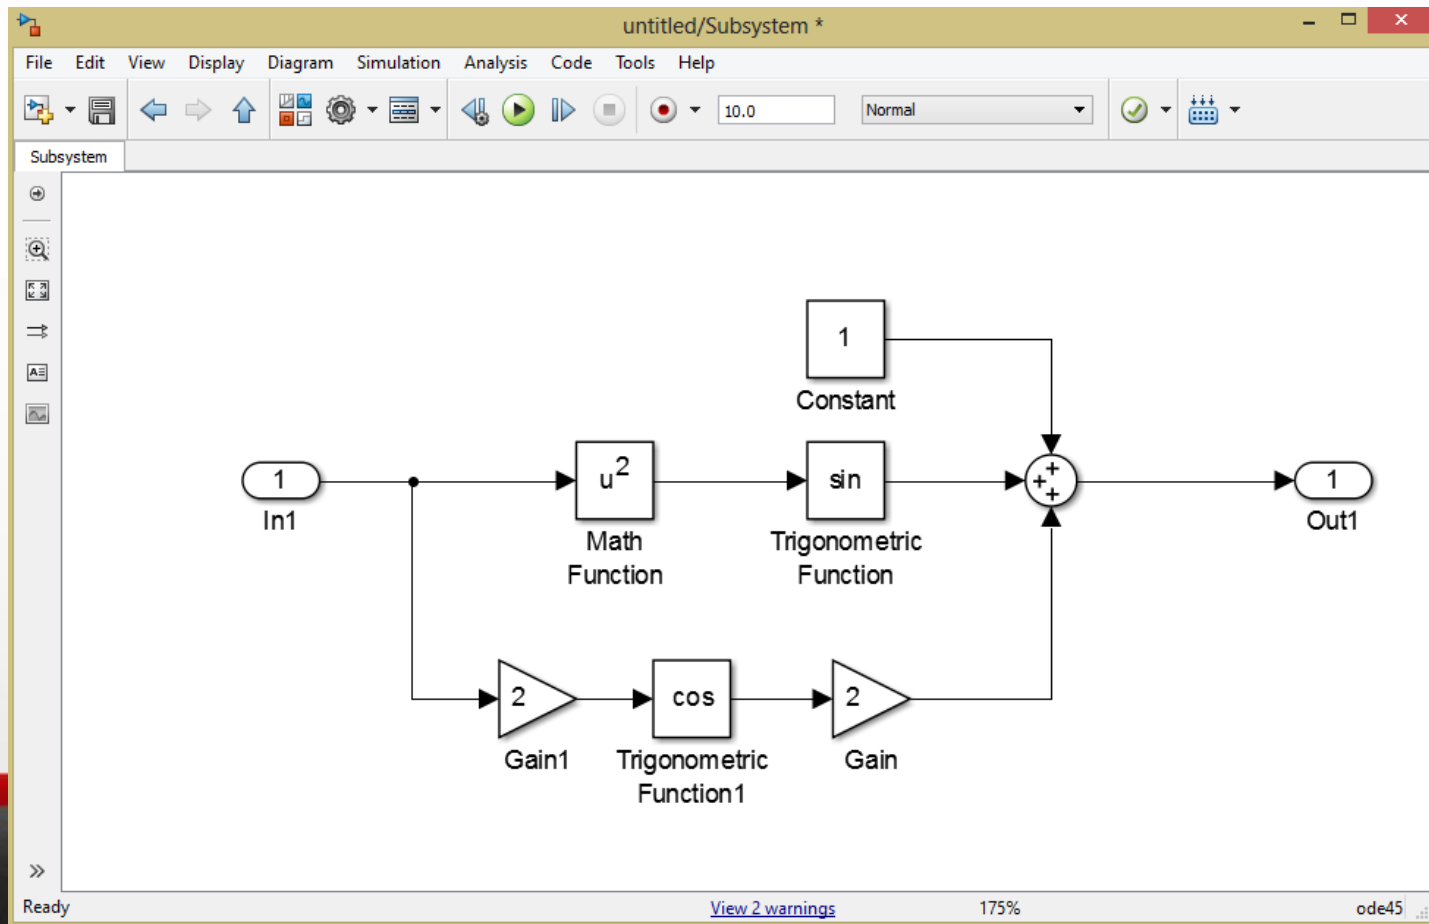 untitled/Subsystem *
File Edit View Display Diagram Simulation Analysis Code Tools Help
10.0 Normal
Subsystem
1
Constant
1
In1
u²
Math
Function
sin
Trigonometric
Function
+
+
+
1
Out1
2
Gain1
cos
Trigonometric
Function1
2
Gain
Ready View 2 warnings 175% ode45